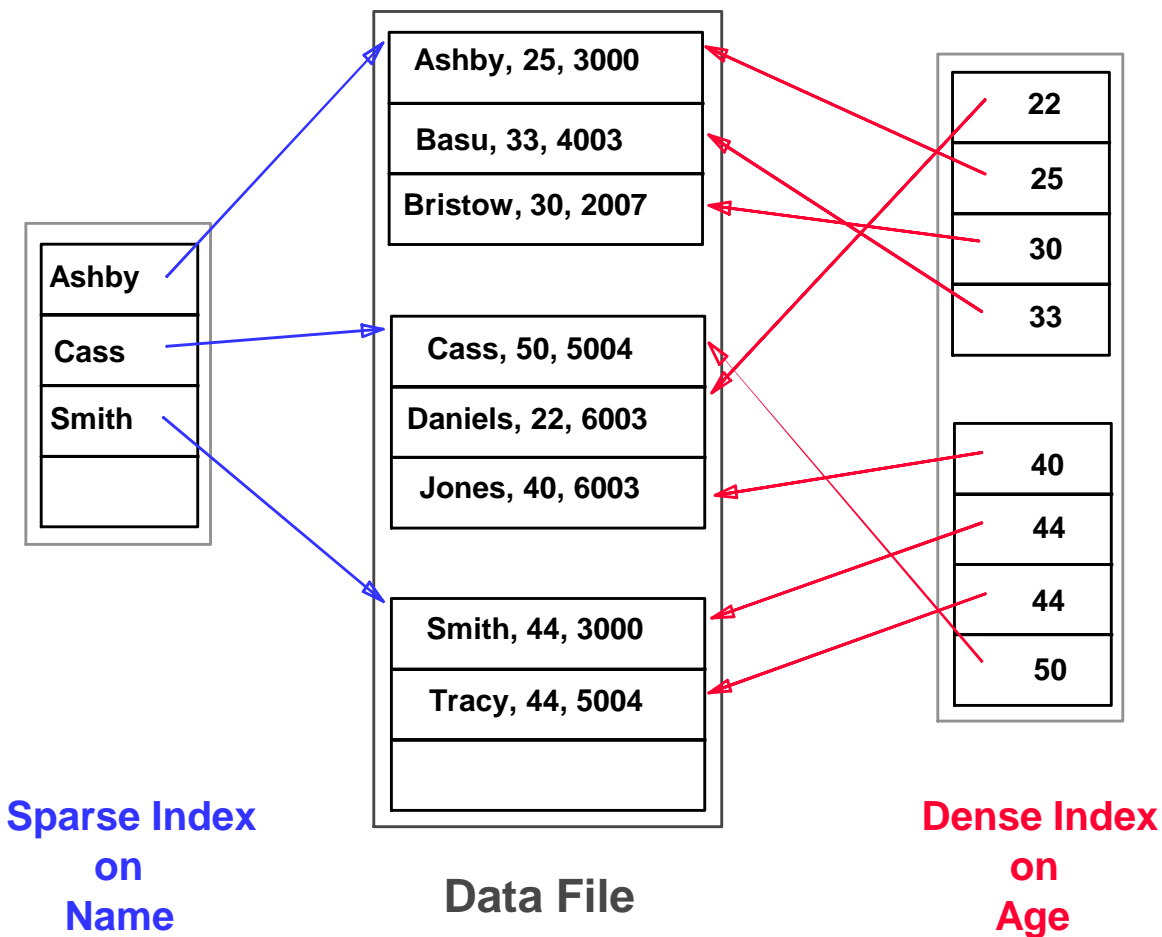 Ashby
Cass
Smith
Sparse Index
on
Name
Ashby, 25, 3000
Basu, 33, 4003
Bristow, 30, 2007
Cass, 50, 5004
Daniels, 22, 6003
Jones, 40, 6003
Smith, 44, 3000
Tracy, 44, 5004
Data File
22
25
30
33
40
44
44
50
Dense Index
on
Age